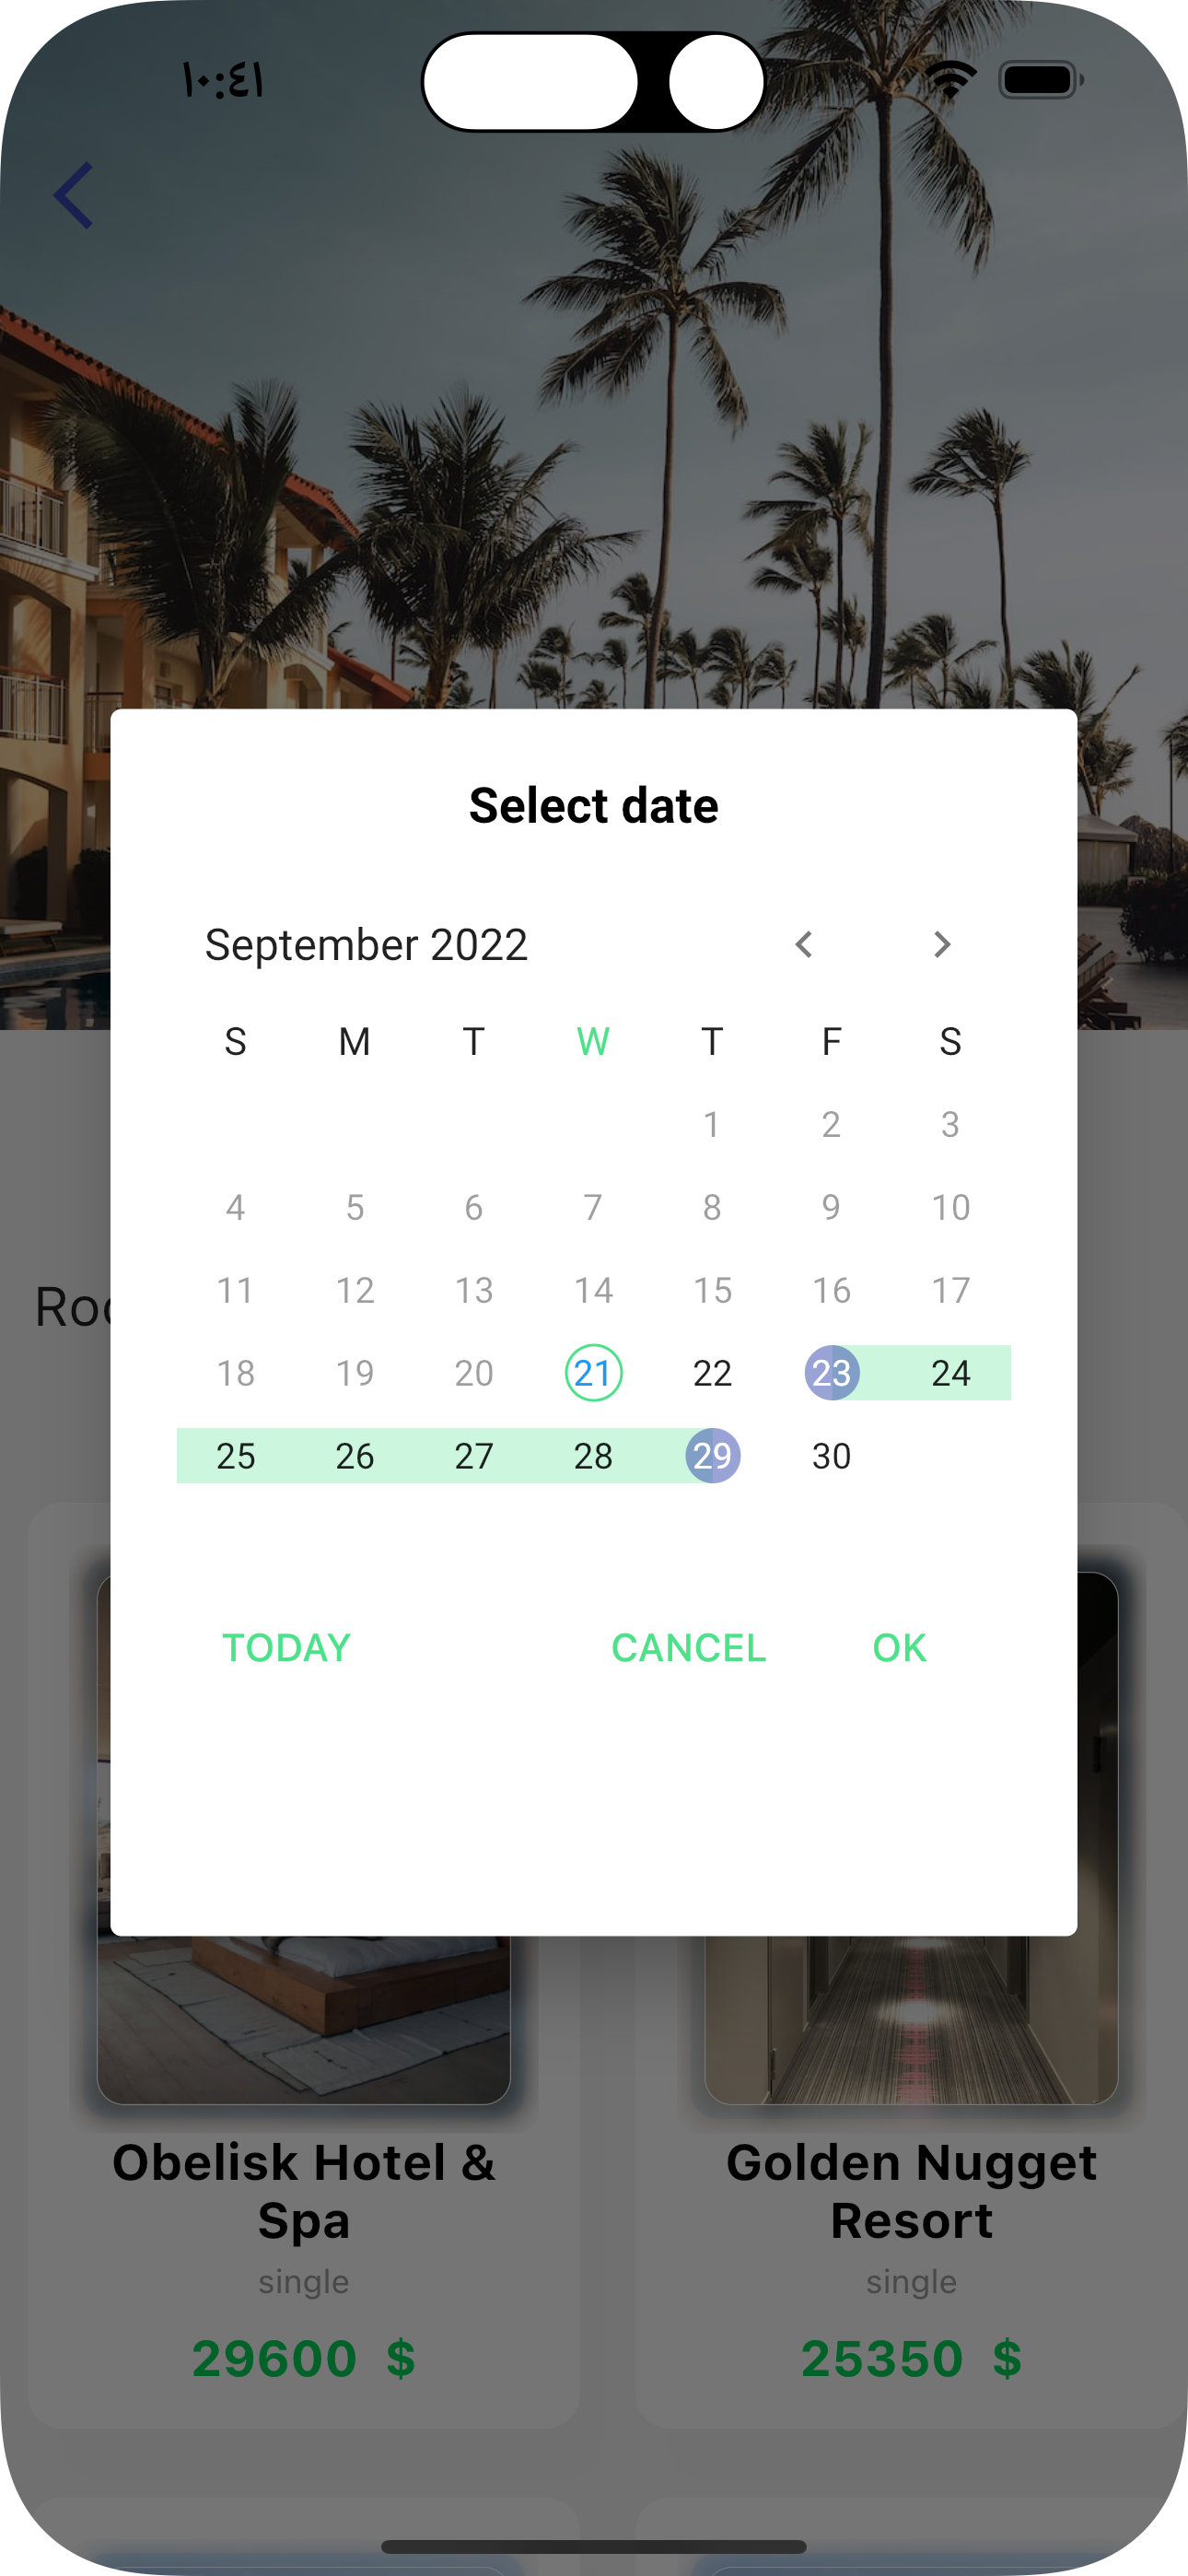 ١٠:٤١
Select date
September 2022
S M T W T F S
1 2 3
4 5 6 7 8 9 10
11 12 13 14 15 16 17
18 19 20 21 22 23 24
25 26 27 28 29 30
TODAY CANCEL OK
Obelisk Hotel &
Spa
single
29600 $
Golden Nugget
Resort
single
25350 $